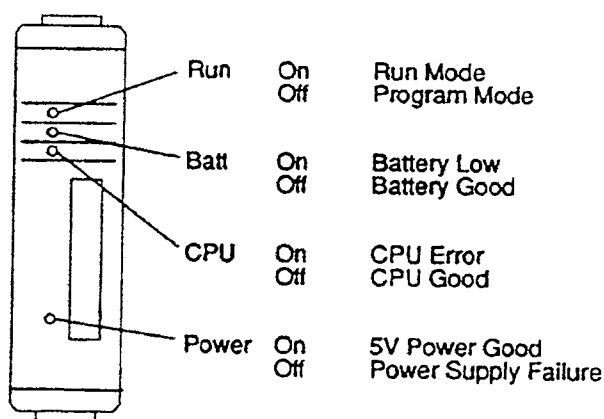 Run On Run Mode
Off Program Mode
Batt On Battery Low
Off Battery Good
CPU On CPU Error
Off CPU Good
Power On 5V Power Good
Off Power Supply Failure